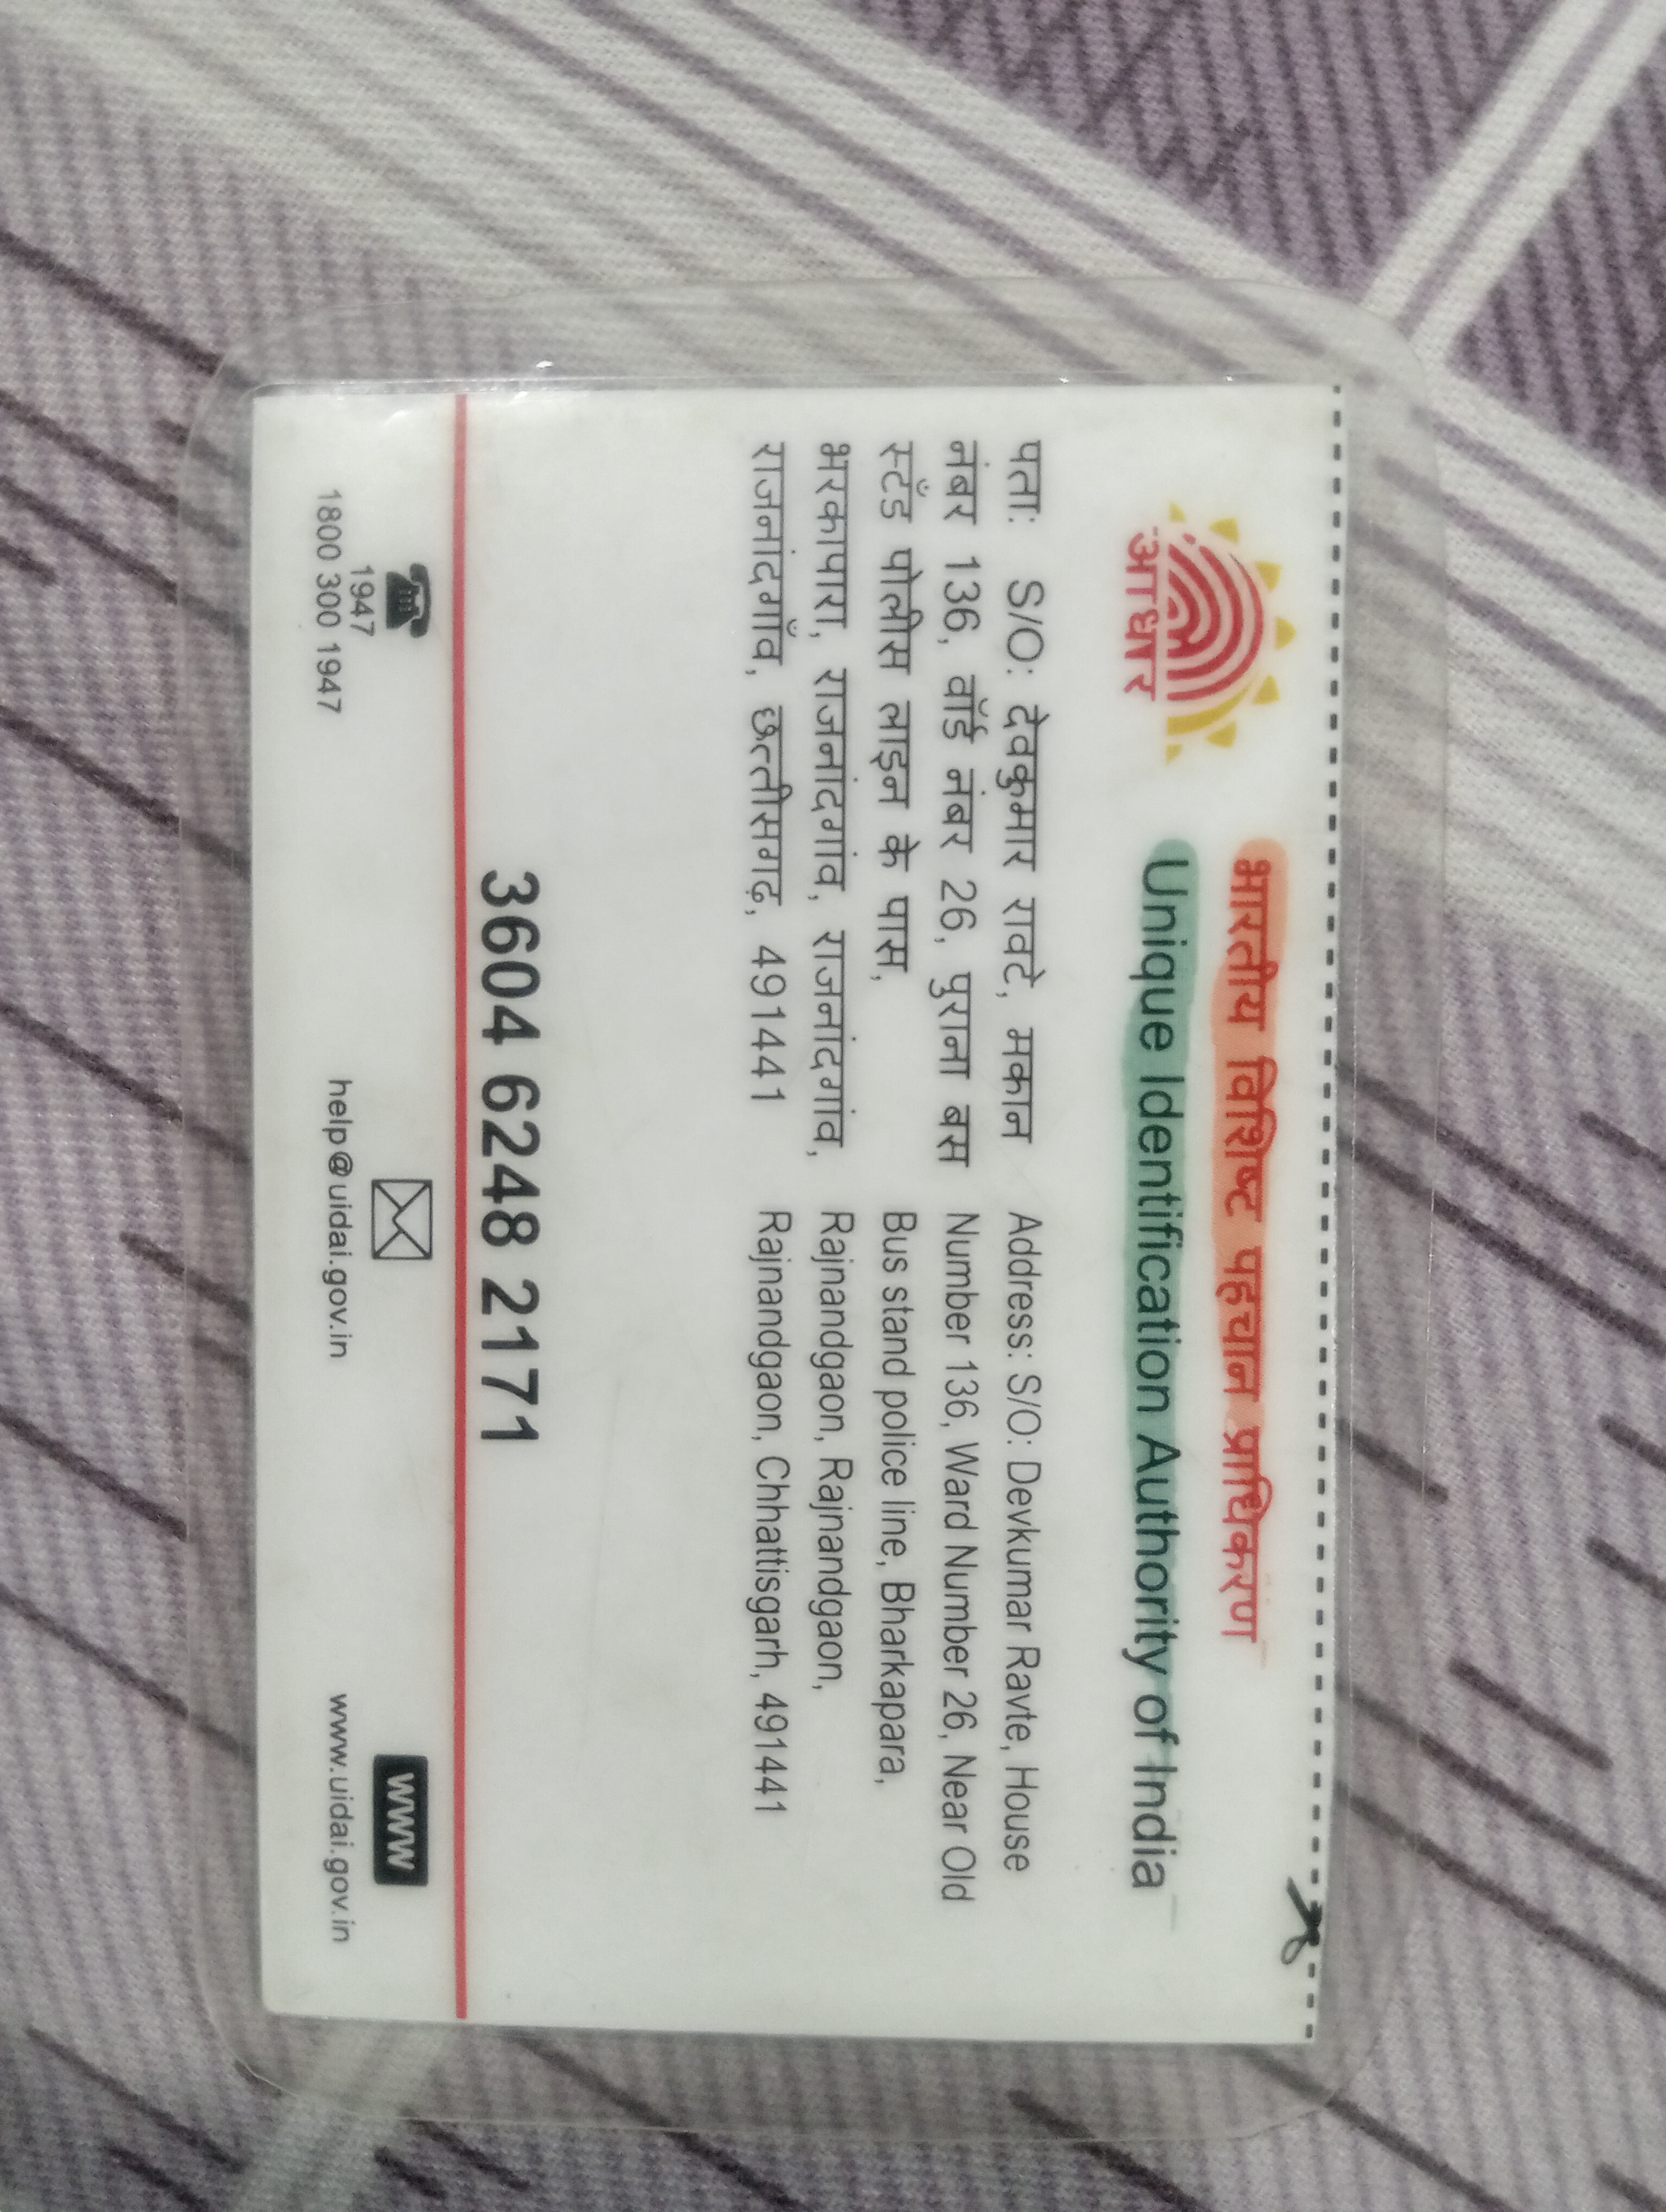 भारतीय विशिष्ट पहचान प्राधिकरण
Unique Identification Authority of India
आधार
पता: S/O: देवकुमार रावटे, मकान
नंबर 136, वॉर्ड नंबर 26, पुराना बस
स्टॅंड पोलीस लाइन के पास,
भरकापारा, राजनांदगांव, राजनांदगांव,
राजनांदगाँव, छत्तीसगढ़, 491441
Address: S/O: Devkumar Ravte, House
Number 136, Ward Number 26, Near Old
Bus stand police line, Bharkapara,
Rajnandgaon, Rajnandgaon,
Rajnandgaon, Chhattisgarh, 491441
3604 6248 2171
1947
1800 300 1947
help@uidai.gov.in
www
www.uidai.gov.in